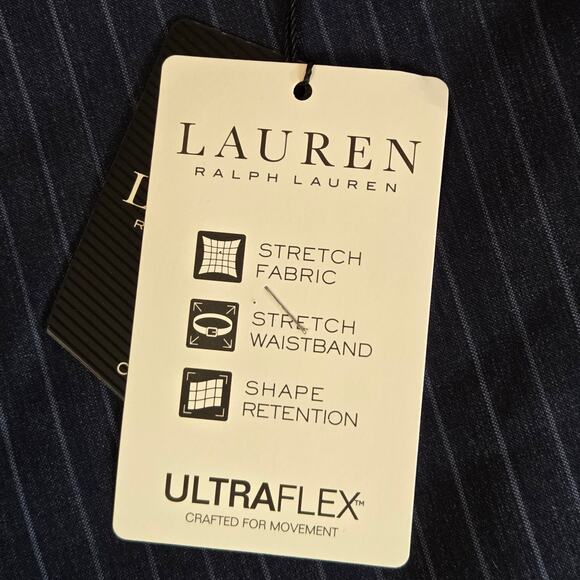 LAUREN
RALPH LAUREN
STRETCH
FABRIC
STRETCH
WAISTBAND
SHAPE
RETENTION
ULTRAFLEX™
CRAFTED FOR MOVEMENT